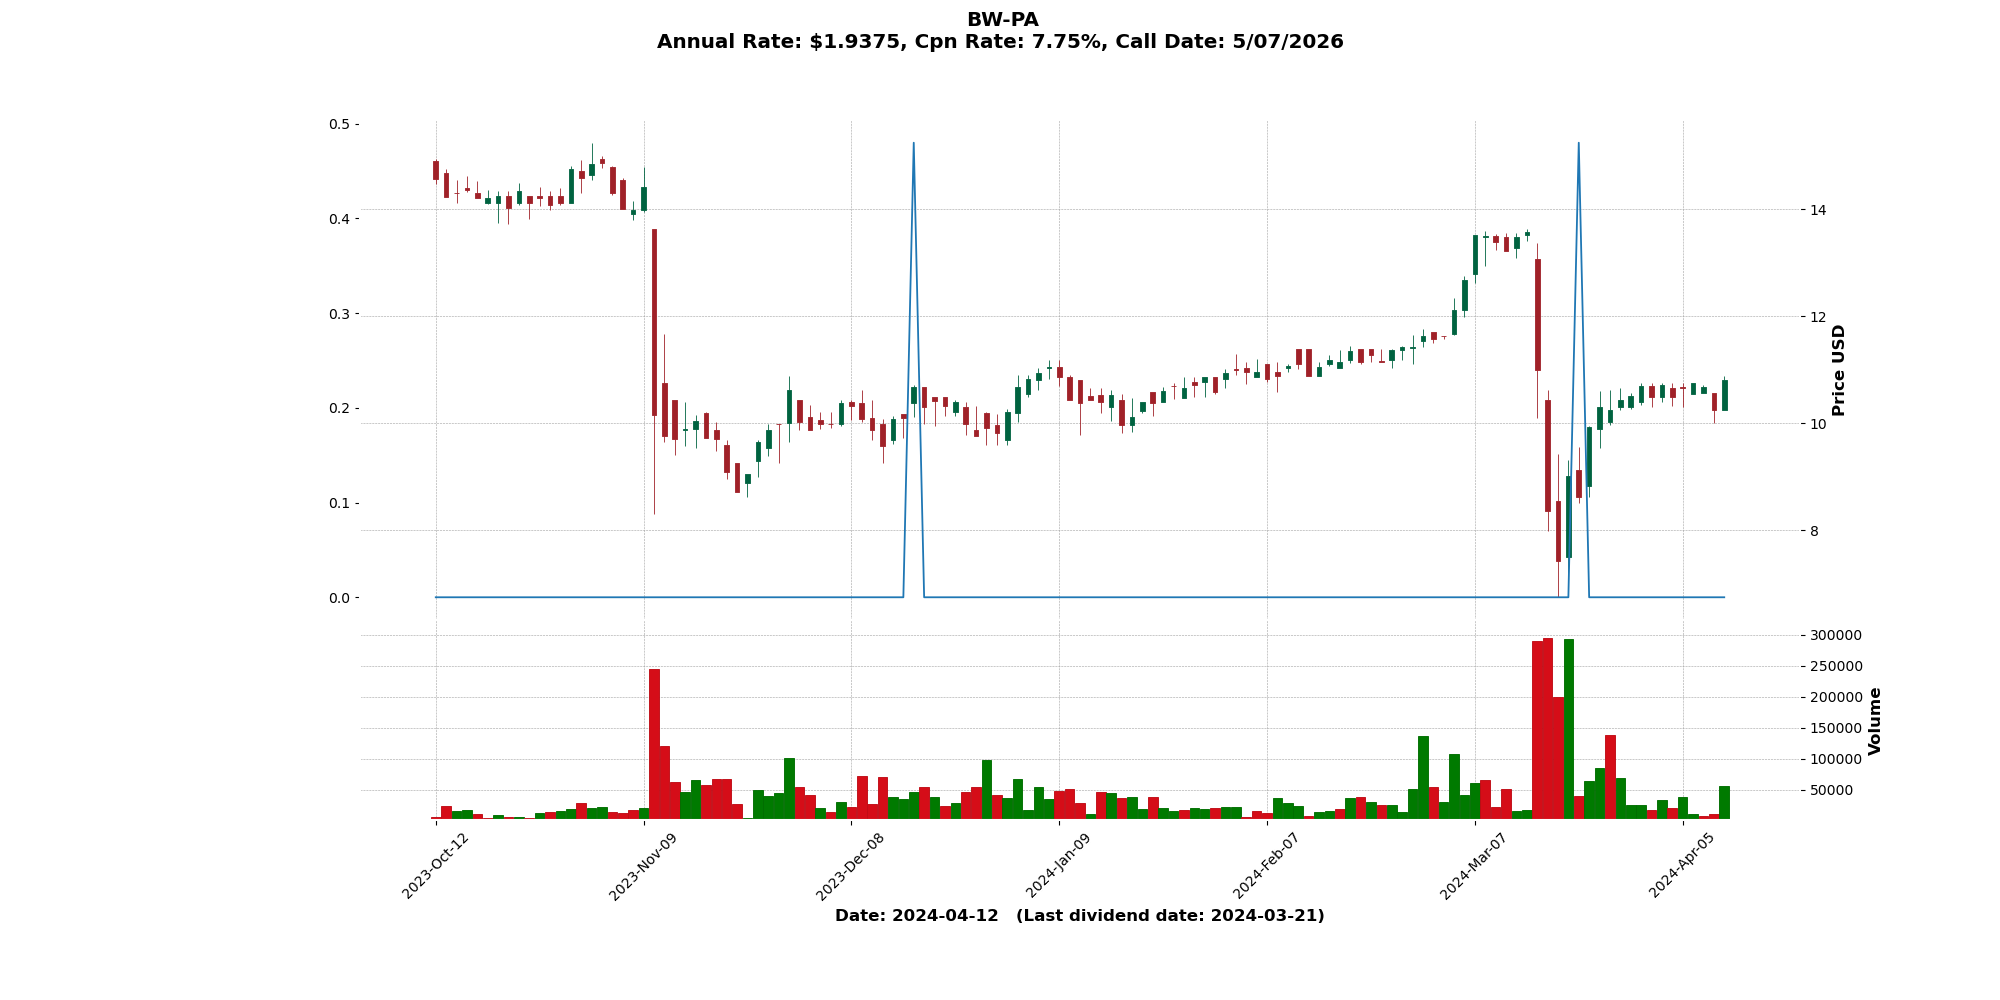 BW-PA
Annual Rate: $1.9375, Cpn Rate: 7.75%, Call Date: 5/07/2026
0.5
0.4
0.3
0.2
0.1
0.0
14
12
10
8
Price USD
300000
250000
200000
150000
100000
50000
Volume
2023-Oct-12
2023-Nov-09
2023-Dec-08
2024-Jan-09
2024-Feb-07
2024-Mar-07
2024-Apr-05
Date: 2024-04-12 (Last dividend date: 2024-03-21)